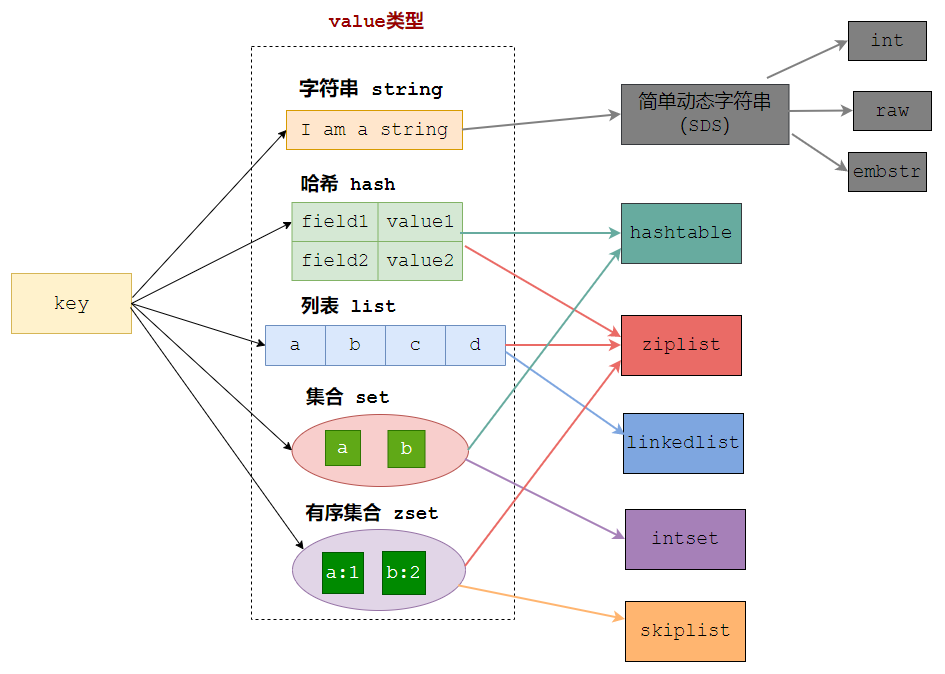 value类型
字符串 string
I am a string
哈希 hash
field1 value1
field2 value2
key
列表 list
a b c d
集合 set
a b
有序集合 zset
a:1 b:2
简单动态字符串
(SDS)
int
raw
embstr
hashtable
ziplist
linkedlist
intset
skiplist